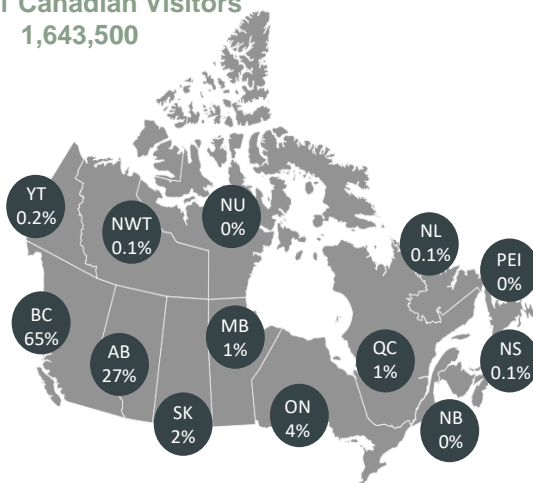 Canadian Visitors
1,643,500
YT
0.2%
NWT
0.1%
NU
0%
NL
0.1%
PEI
0%
BC
65%
AB
27%
MB
1%
QC
1%
NS
0.1%
SK
2%
ON
4%
NB
0%